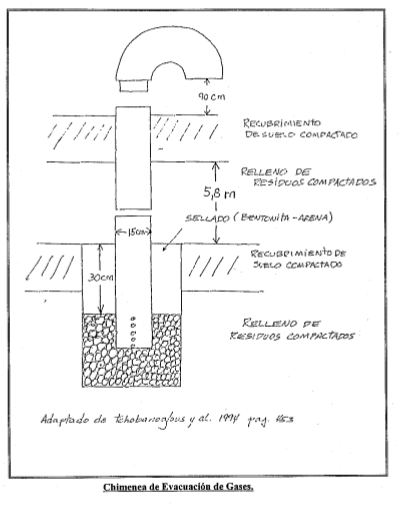 90 cm
RECUBRIMIENTO
DE SUELO COMPACTADO
RELLENO DE
RESIDUOS COMPACTADOS
5,8 m
SELLADO (BENTONITA-ARENA)
15cm
RECUBRIMIENTO DE
SUELO COMPACTADO
30cm
RELLENO DE
RESIDUOS COMPACTADOS
Adaptado de Tchobanoglous y al. 1994 pag.
Chimenea de Evacuación de Gases.